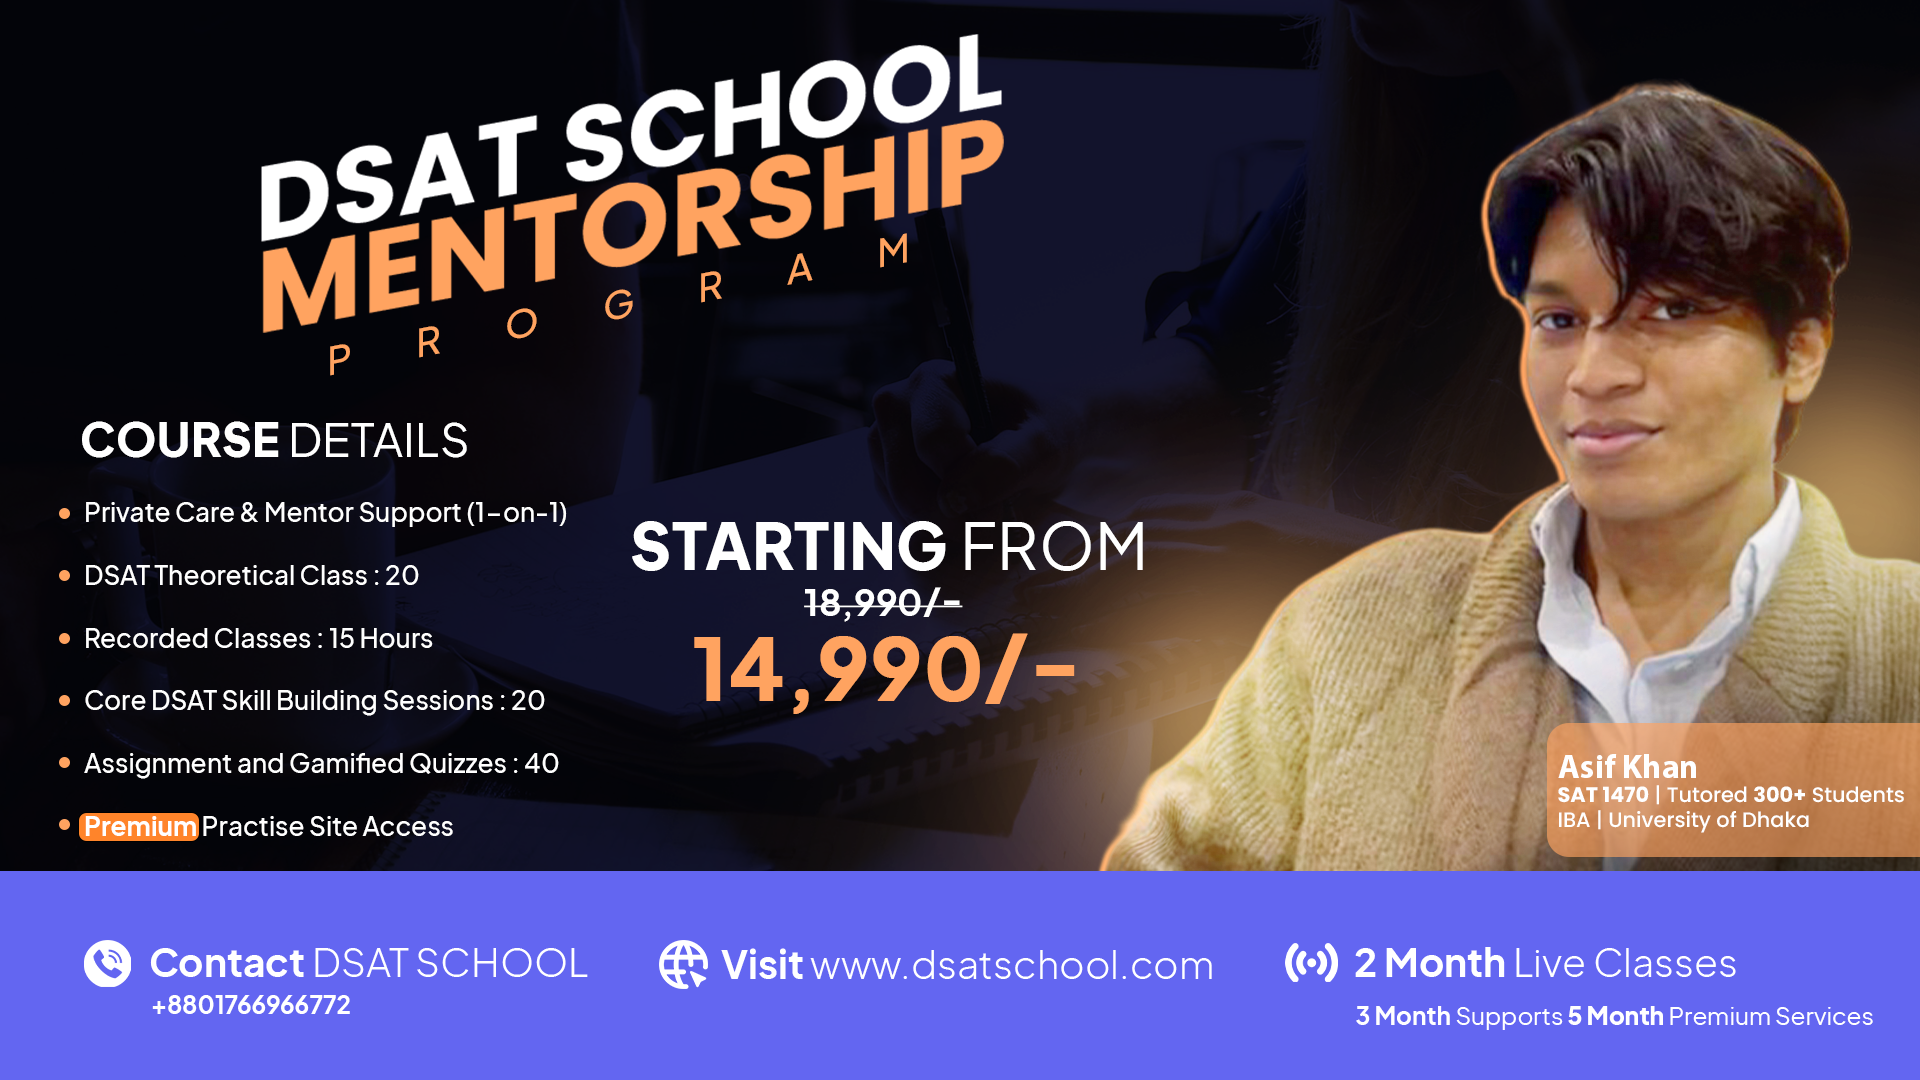 DSAT SCHOOL
MENTORSHIP
PROGRAM
COURSE DETAILS
Private Care & Mentor Support (1-on-1)
DSAT Theoretical Class : 20
Recorded Classes : 15 Hours
Core DSAT Skill Building Sessions : 20
Assignment and Gamified Quizzes : 40
Premium Practise Site Access
STARTING FROM
18,990/-
14,990/-
Asif Khan
SAT 1470 | Tutored 300+ Students
IBA | University of Dhaka
Contact DSAT SCHOOL
+8801766966772
Visit www.dsatschool.com
2 Month Live Classes
3 Month Supports 5 Month Premium Services